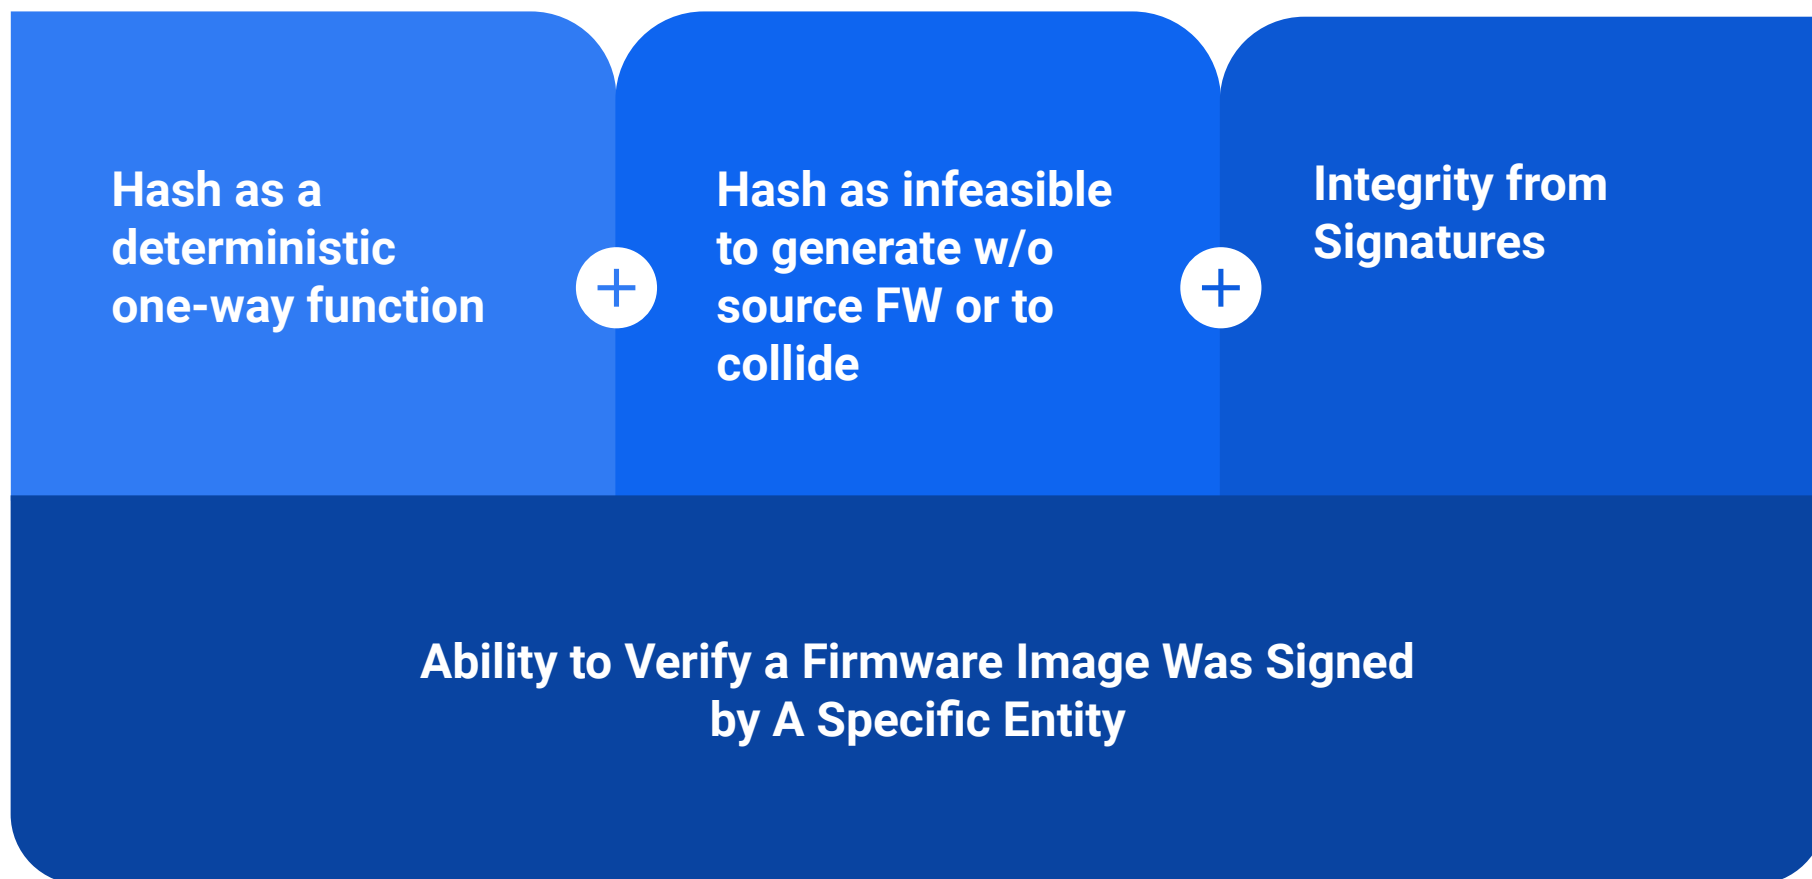 Hash as a
deterministic
one-way function
+
Hash as infeasible
to generate w/o
source FW or to
collide
+
Integrity from
Signatures
Ability to Verify a Firmware Image Was Signed
by A Specific Entity